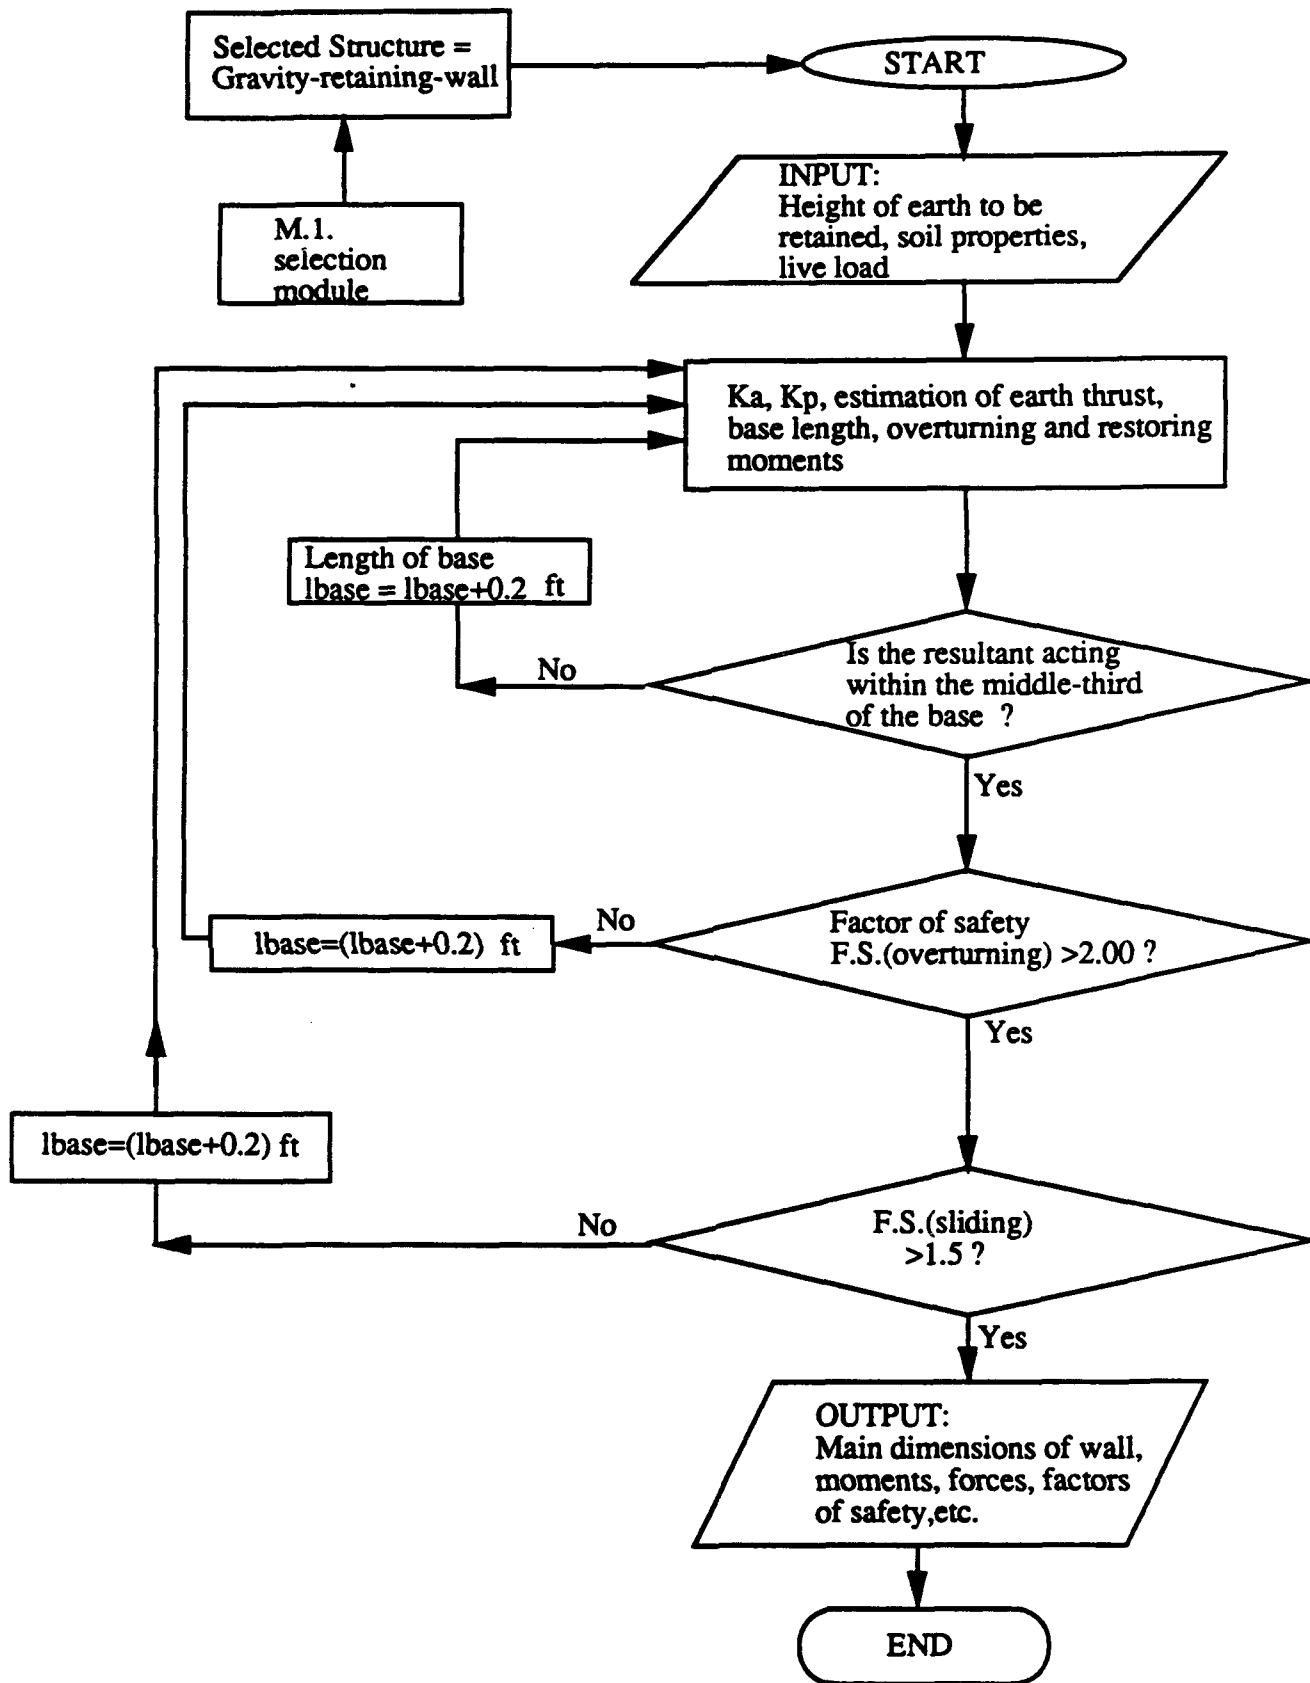 Selected Structure =
Gravity-retaining-wall
START
M.1.
selection
module
INPUT:
Height of earth to be
retained, soil properties,
live load
Ka, Kp, estimation of earth thrust,
base length, overturning and restoring
moments
Length of base
lbase = lbase+0.2 ft
No
Is the resultant acting
within the middle-third
of the base ?
Yes
lbase=(lbase+0.2) ft
No
Factor of safety
F.S.(overturning) >2.00 ?
Yes
lbase=(lbase+0.2) ft
No
F.S.(sliding)
>1.5 ?
Yes
OUTPUT:
Main dimensions of wall,
moments, forces, factors
of safety,etc.
END